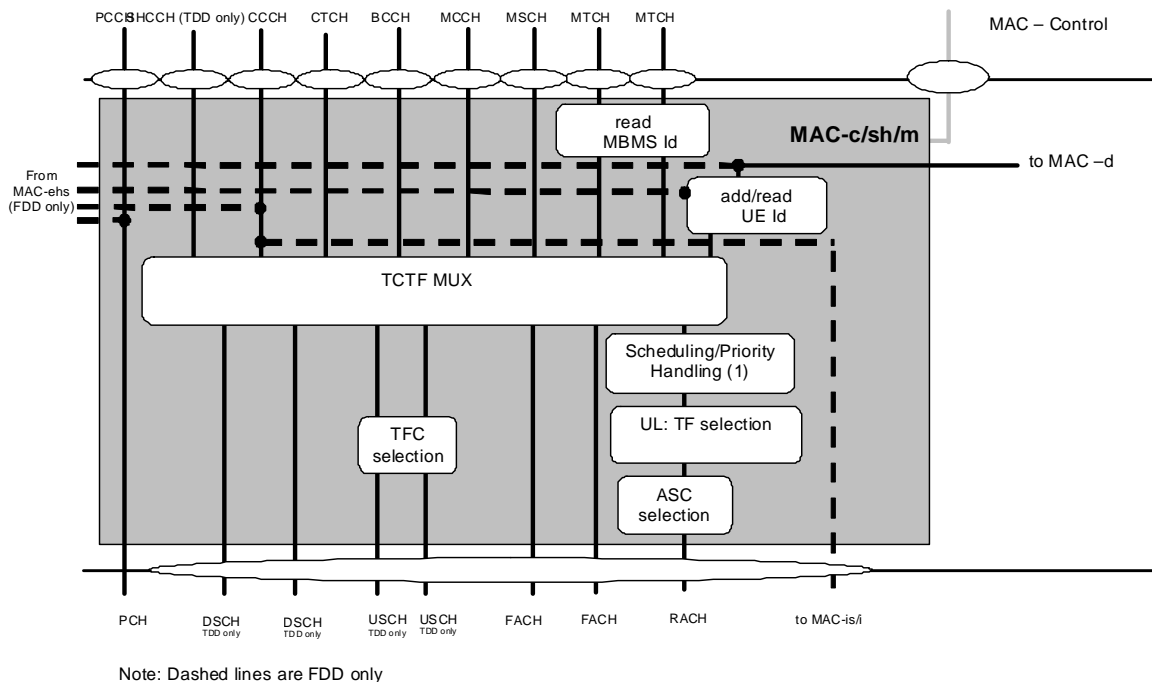 PCCH SHCCH (TDD only) CCCH CTCH BCCH MCCH MSCH MTCH MTCH
MAC – Control
read
MBMS Id
MAC-c/sh/m
From
MAC-ehs
(FDD only)
to MAC –d
add/read
UE Id
TCTF MUX
Scheduling/Priority
Handling (1)
UL: TF selection
TFC
selection
ASC
selection
PCH DSCH DSCH USCH USCH FACH FACH RACH to MAC-is/i
TDD only TDD only TDD only TDD only
Note: Dashed lines are FDD only